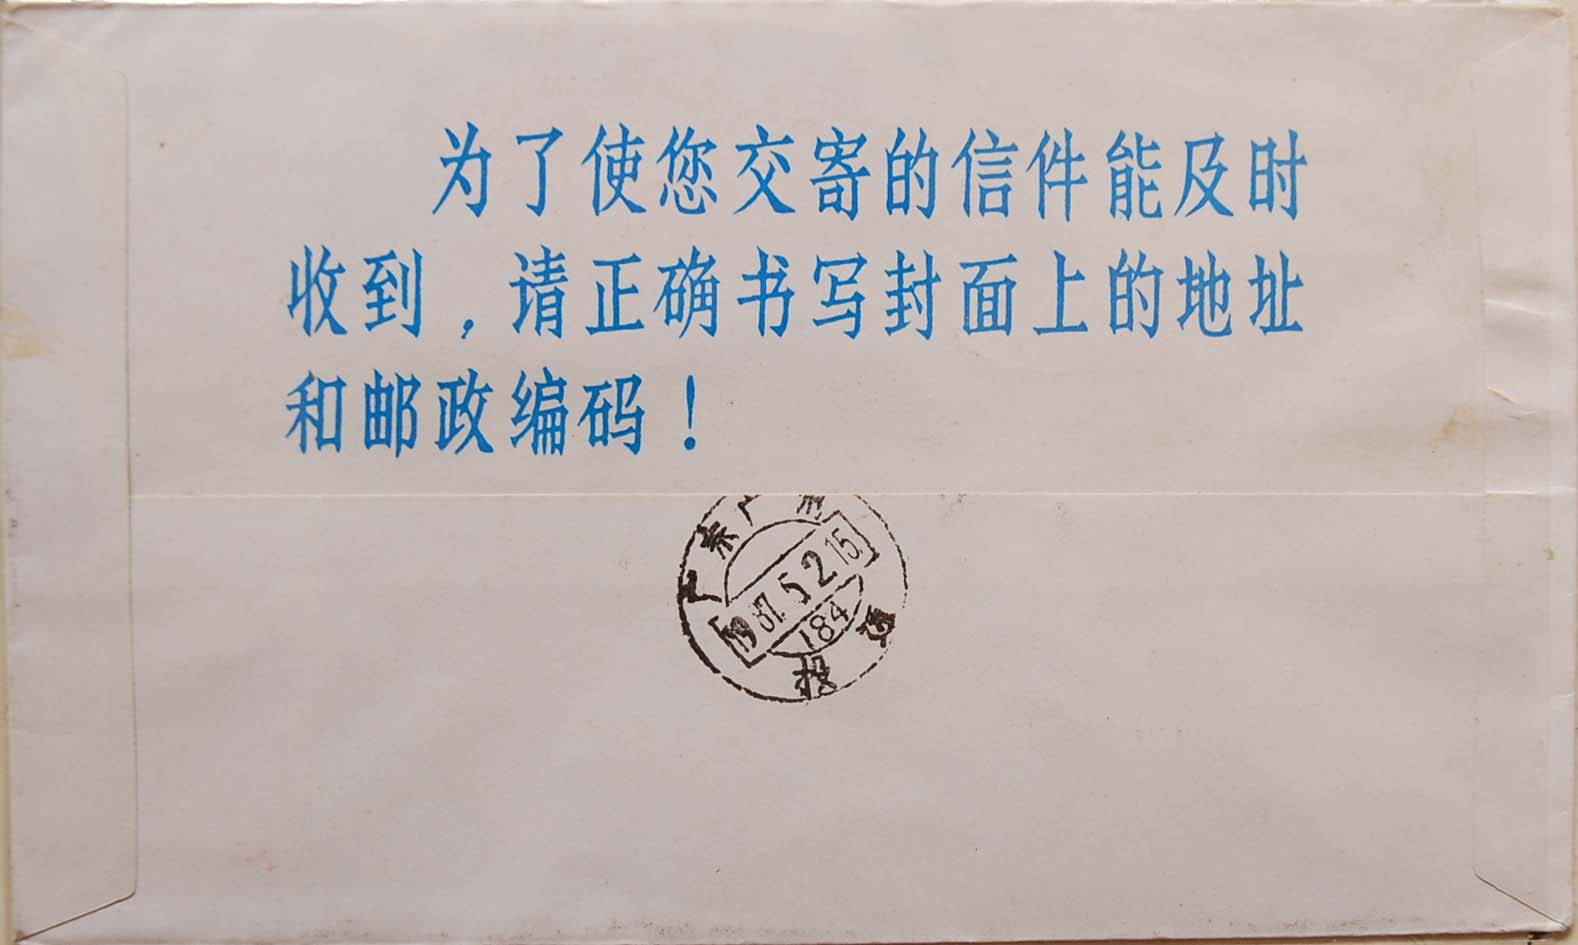 为了使您交寄的信件能及时
收到,请正确书写封面上的地址
和邮政编码!
广东广州
1987.5.2.15
184
投递